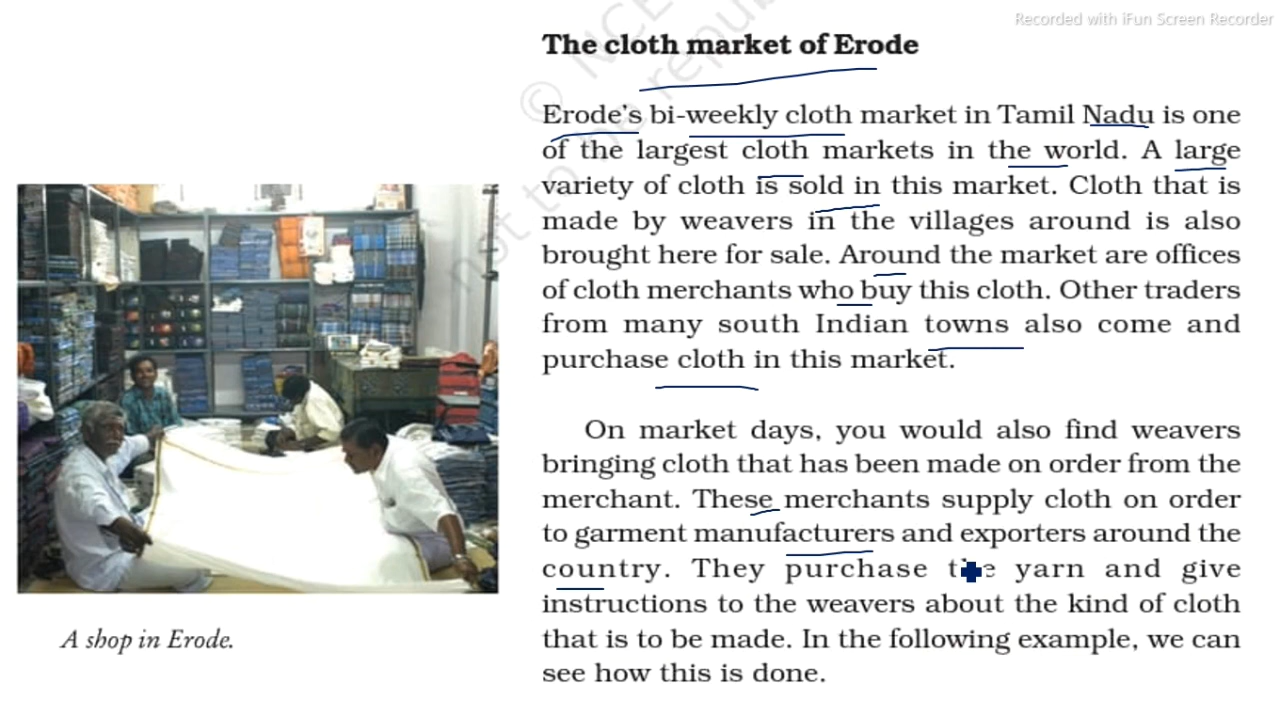 Recorded with iFun Screen Recorder
The cloth market of Erode
Erode's bi-weekly cloth market in Tamil Nadu is one
of the largest cloth markets in the world. A large
variety of cloth is sold in this market. Cloth that is
made by weavers in the villages around is also
brought here for sale. Around the market are offices
of cloth merchants who buy this cloth. Other traders
from many south Indian towns also come and
purchase cloth in this market.
On market days, you would also find weavers
bringing cloth that has been made on order from the
merchant. These merchants supply cloth on order
to garment manufacturers and exporters around the
country. They purchase the yarn and give
instructions to the weavers about the kind of cloth
that is to be made. In the following example, we can
see how this is done.
A shop in Erode.
© NCE
not to be repu